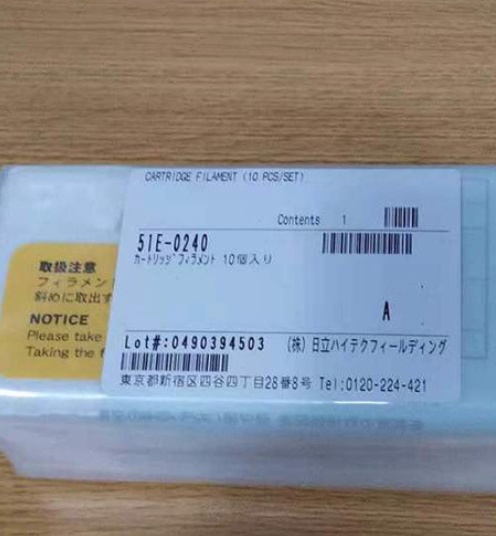 CARTRIDGE FILAMENT (10 PCS/SET)
Contents 1
51E-0240
カートリッジフィラメント 10個入り
A
Lot#:0490394503 (株)日立ハイテクフィールディング
東京都新宿区四谷四丁目28番8号 Tel:0120-224-421
取扱注意
フィラメン
斜めに取出す
NOTICE
Please take
Taking the f